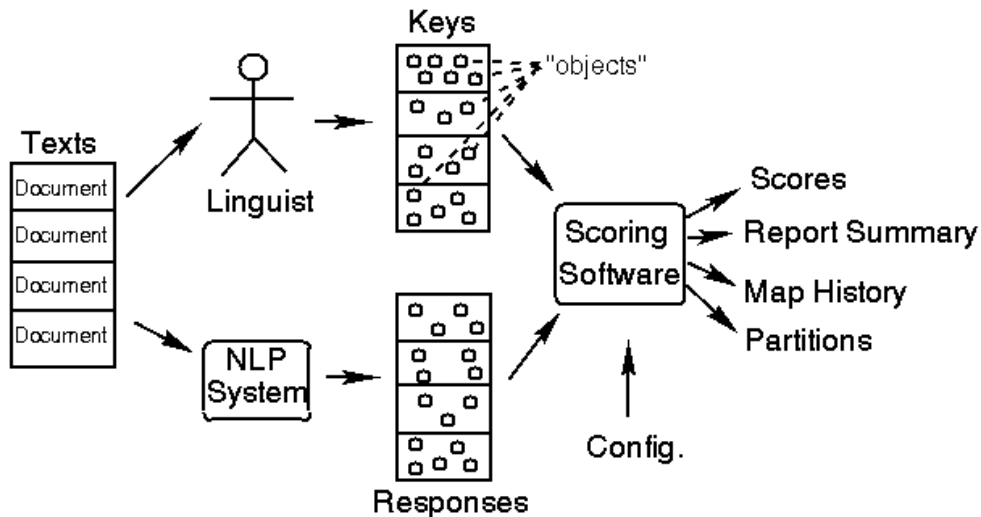 Keys
"objects"
Texts
Document
Document
Document
Document
Linguist
Scoring
Software
Scores
Report Summary
Map History
Partitions
NLP
System
Config.
Responses